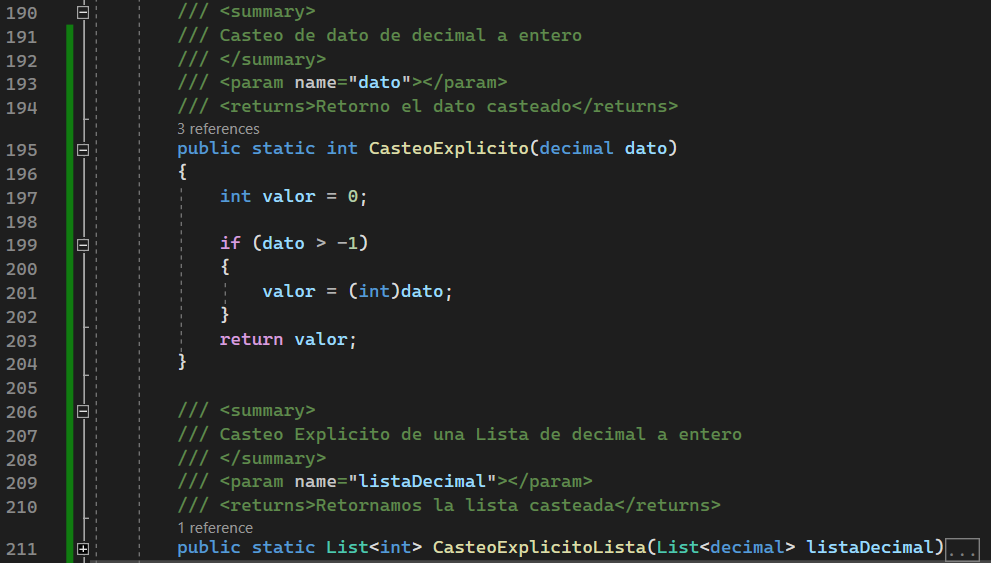 190 /// <summary>
191 /// Casteo de dato de decimal a entero
192 /// </summary>
193 /// <param name="dato"></param>
194 /// <returns>Retorno el dato casteado</returns>
3 references
195 public static int CasteoExplicito(decimal dato)
196 {
197 int valor = 0;
198
199 if (dato > -1)
200 {
201 valor = (int)dato;
202 }
203 return valor;
204 }
205
206 /// <summary>
207 /// Casteo Explicito de una Lista de decimal a entero
208 /// </summary>
209 /// <param name="listaDecimal"></param>
210 /// <returns>Retornamos la lista casteada</returns>
1 reference
211 public static List<int> CasteoExplicitoLista(List<decimal> listaDecimal)...